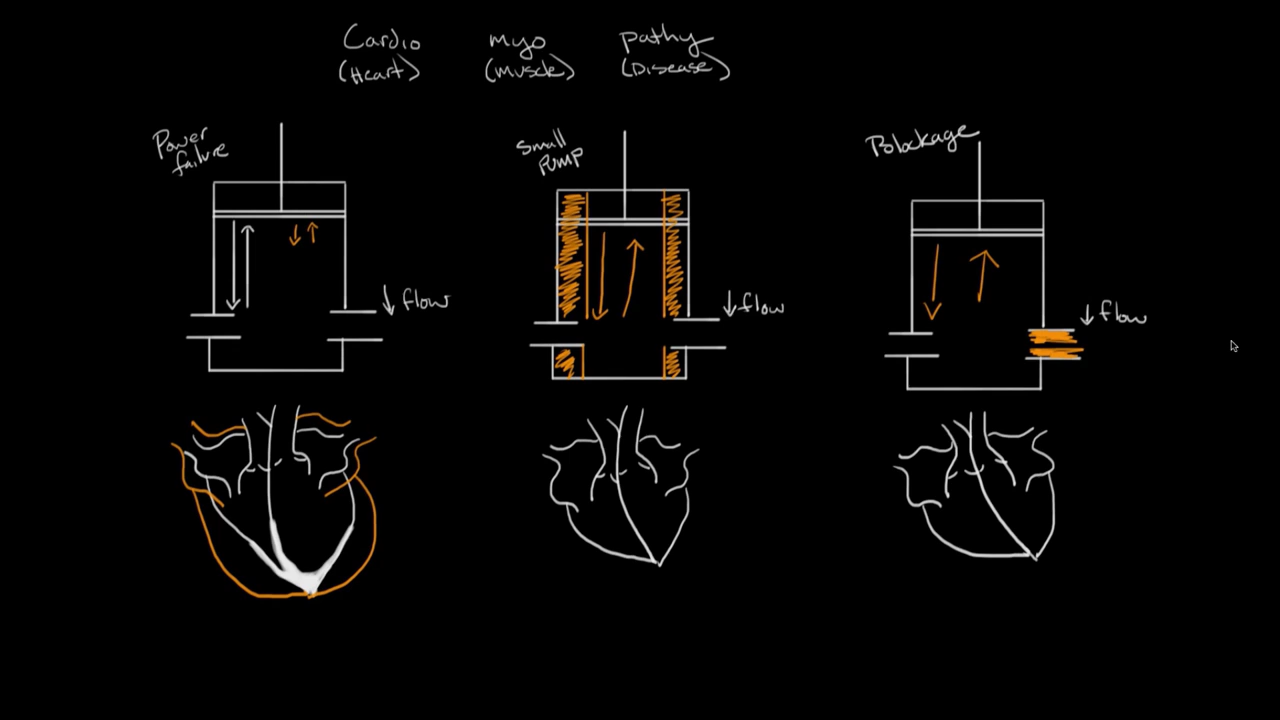 Cardio myo pathy
(Heart) (Muscle) (Disease)
Power
failure
Small
Pump
Blockage
↓ flow
↓ flow
↓ flow